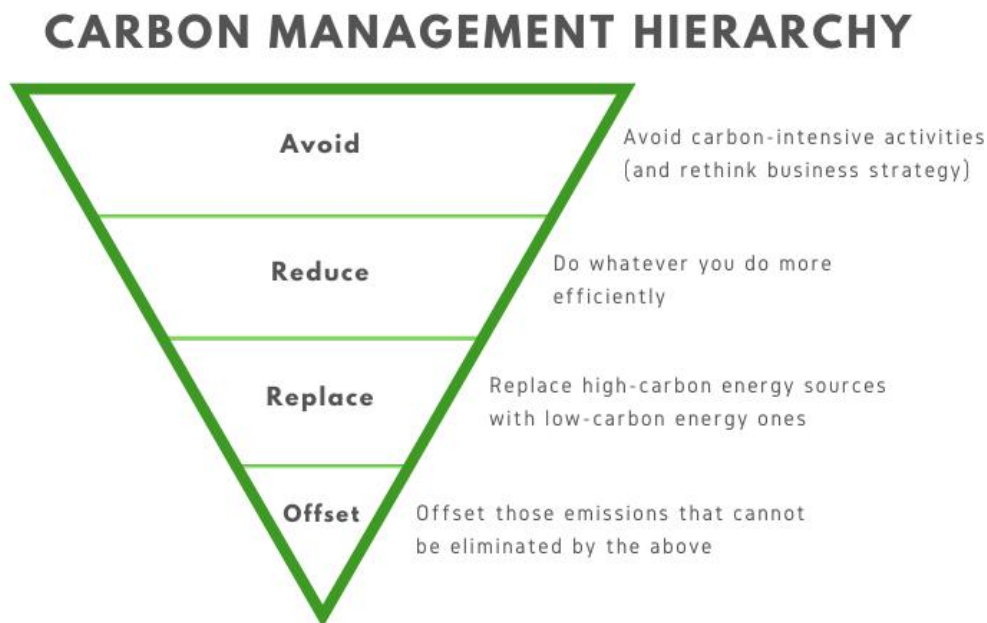 CARBON MANAGEMENT HIERARCHY
Avoid
Avoid carbon-intensive activities
(and rethink business strategy)
Reduce
Do whatever you do more
efficiently
Replace
Replace high-carbon energy sources
with low-carbon energy ones
Offset
Offset those emissions that cannot
be eliminated by the above